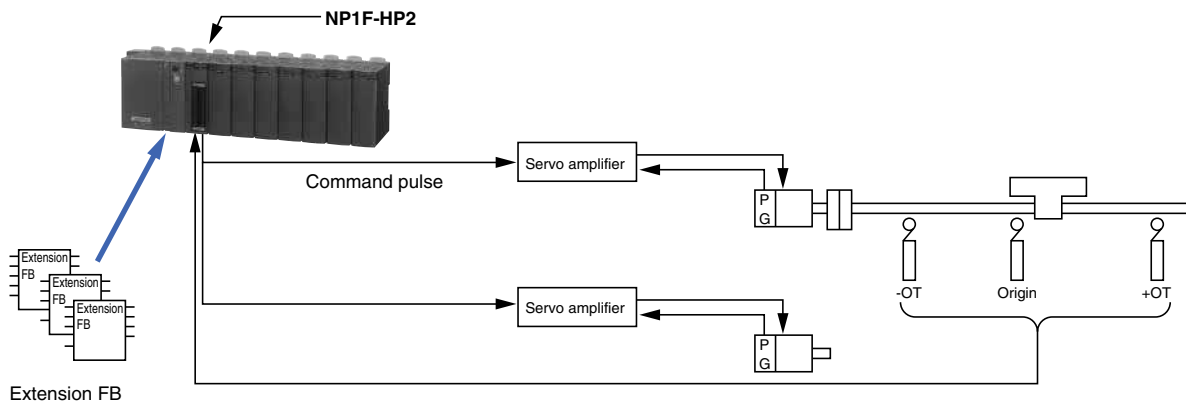 NP1F-HP2
Servo amplifier
Command pulse
P
G
Extension
FB
Extension
FB
Extension
FB
-OT
Origin
+OT
Servo amplifier
P
G
Extension FB